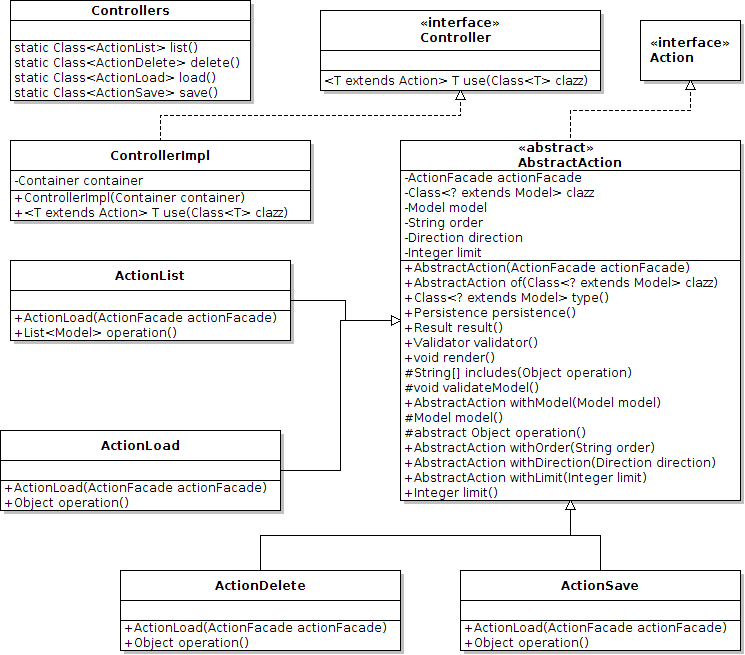 Controllers
static Class<ActionList> list()
static Class<ActionDelete> delete()
static Class<ActionLoad> load()
static Class<ActionSave> save()
«interface»
Controller
<T extends Action> T use(Class<T> clazz)
«interface»
Action
ControllerImpl
-Container container
+ControllerImpl(Container container)
+<T extends Action> T use(Class<T> clazz)
«abstract»
AbstractAction
-ActionFacade actionFacade
-Class<? extends Model> clazz
-Model model
-String order
-Direction direction
-Integer limit
+AbstractAction(ActionFacade actionFacade)
+AbstractAction of(Class<? extends Model> clazz)
+Class<? extends Model> type()
+Persistence persistence()
+Result result()
+Validator validator()
+void render()
#String[] includes(Object operation)
#void validateModel()
+AbstractAction withModel(Model model)
#Model model()
#abstract Object operation()
+AbstractAction withOrder(String order)
+AbstractAction withDirection(Direction direction)
+AbstractAction withLimit(Integer limit)
+Integer limit()
ActionList
+ActionLoad(ActionFacade actionFacade)
+List<Model> operation()
ActionLoad
+ActionLoad(ActionFacade actionFacade)
+Object operation()
ActionDelete
+ActionLoad(ActionFacade actionFacade)
+Object operation()
ActionSave
+ActionLoad(ActionFacade actionFacade)
+Object operation()